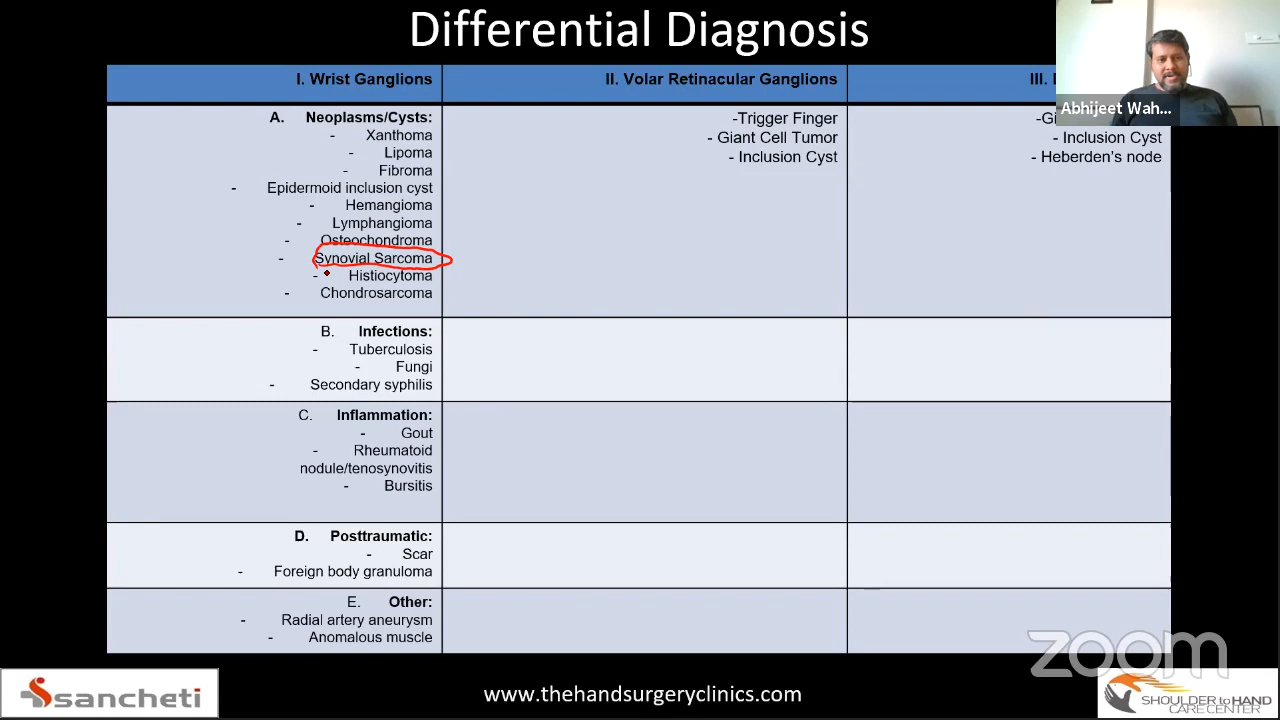 Differential Diagnosis
I. Wrist Ganglions
II. Volar Retinacular Ganglions
III.
Abhijeet Wah...
A. Neoplasms/Cysts:
- Xanthoma
- Lipoma
- Fibroma
- Epidermoid inclusion cyst
- Hemangioma
- Lymphangioma
- Osteochondroma
- Synovial Sarcoma
- Histiocytoma
- Chondrosarcoma
-Trigger Finger
- Giant Cell Tumor
- Inclusion Cyst
- Inclusion Cyst
- Heberden's node
B. Infections:
- Tuberculosis
- Fungi
- Secondary syphilis
C. Inflammation:
- Gout
- Rheumatoid
nodule/tenosynovitis
- Bursitis
D. Posttraumatic:
- Scar
- Foreign body granuloma
E. Other:
- Radial artery aneurysm
- Anomalous muscle
zoom
sancheti
www.thehandsurgeryclinics.com
SHOULDER to HAND
CARE CENTER